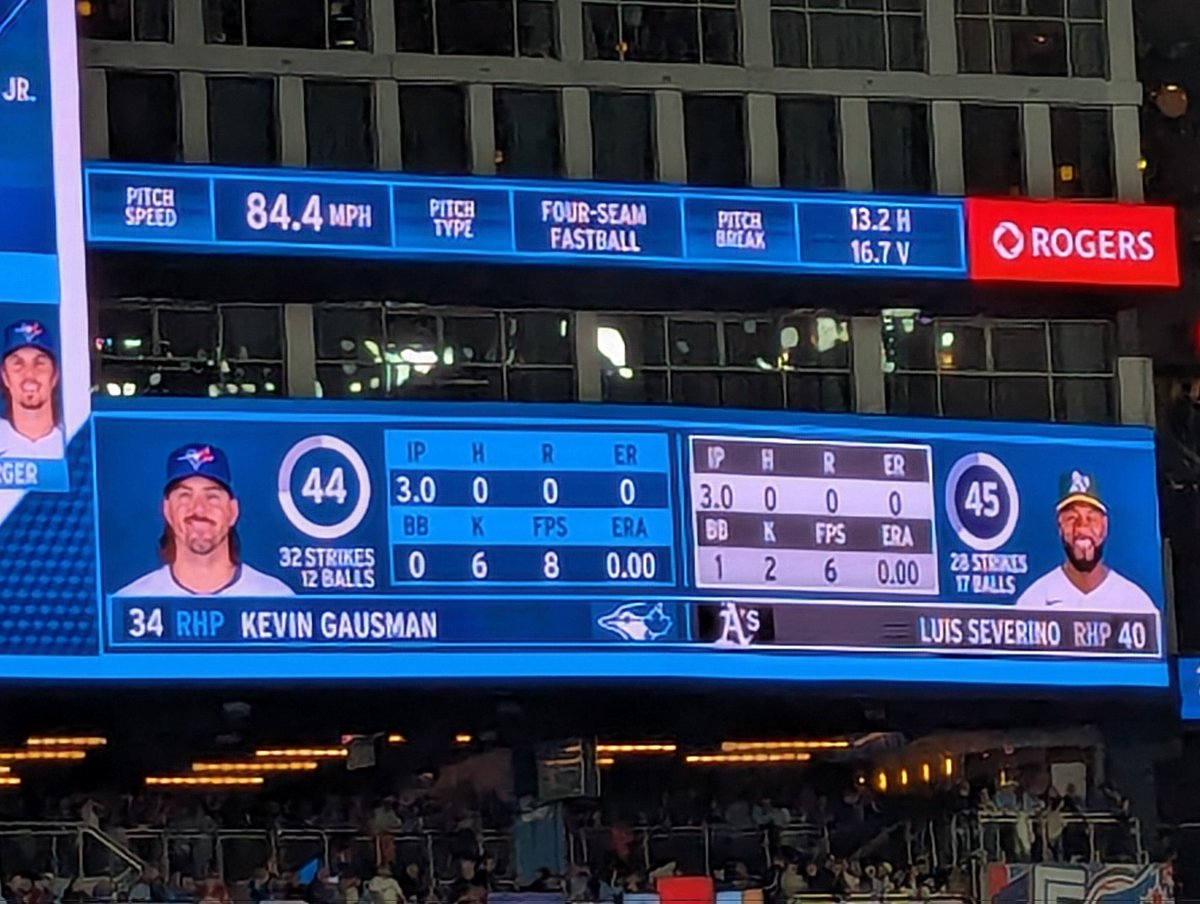 JR.
PITCH SPEED
84.4 MPH
PITCH TYPE
FOUR-SEAM FASTBALL
PITCH BREAK
13.2 H
16.7 V
ROGERS
GER
44
32 STRIKES
12 BALLS
IP H R ER
3.0 0 0 0
BB K FPS ERA
0 6 8 0.00
34 RHP KEVIN GAUSMAN
IP H R ER
3.0 0 0 0
BB K FPS ERA
1 2 6 0.00
45
28 STRIKES
17 BALLS
A's
LUIS SEVERINO RHP 40